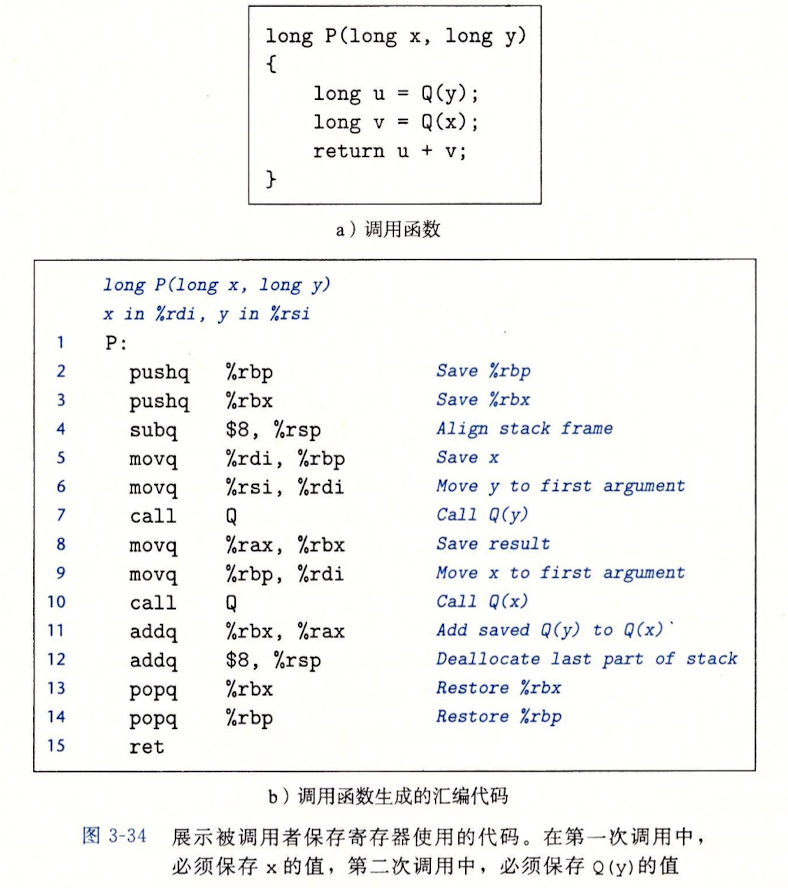 long P(long x, long y)
{
    long u = Q(y);
    long v = Q(x);
    return u + v;
}
a）调用函数
long P(long x, long y)
x in %rdi, y in %rsi
1 P:
2 pushq %rbp Save %rbp
3 pushq %rbx Save %rbx
4 subq $8, %rsp Align stack frame
5 movq %rdi, %rbp Save x
6 movq %rsi, %rdi Move y to first argument
7 call Q Call Q(y)
8 movq %rax, %rbx Save result
9 movq %rbp, %rdi Move x to first argument
10 call Q Call Q(x)
11 addq %rbx, %rax Add saved Q(y) to Q(x)
12 addq $8, %rsp Deallocate last part of stack
13 popq %rbx Restore %rbx
14 popq %rbp Restore %rbp
15 ret
b）调用函数生成的汇编代码
图 3-34 展示被调用者保存寄存器使用的代码。在第一次调用中，
必须保存 x 的值，第二次调用中，必须保存 Q(y)的值